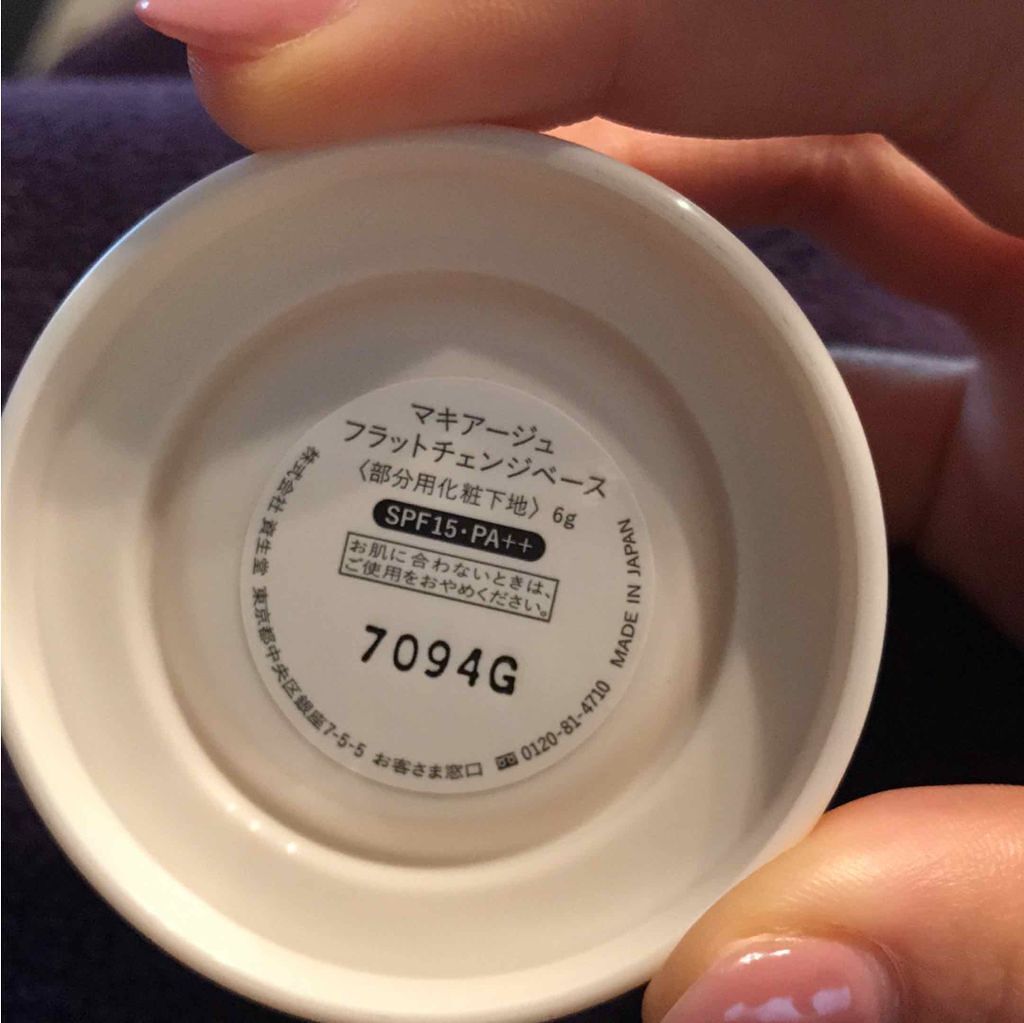 マキアージュ
フラットチェンジベース
〈部分用化粧下地〉 6g
SPF15・PA++
お肌に合わないときは、
ご使用をおやめください。
7094G
株式会社 資生堂 東京都中央区銀座7-5-5 お客さま窓口 0120-81-4710
MADE IN JAPAN